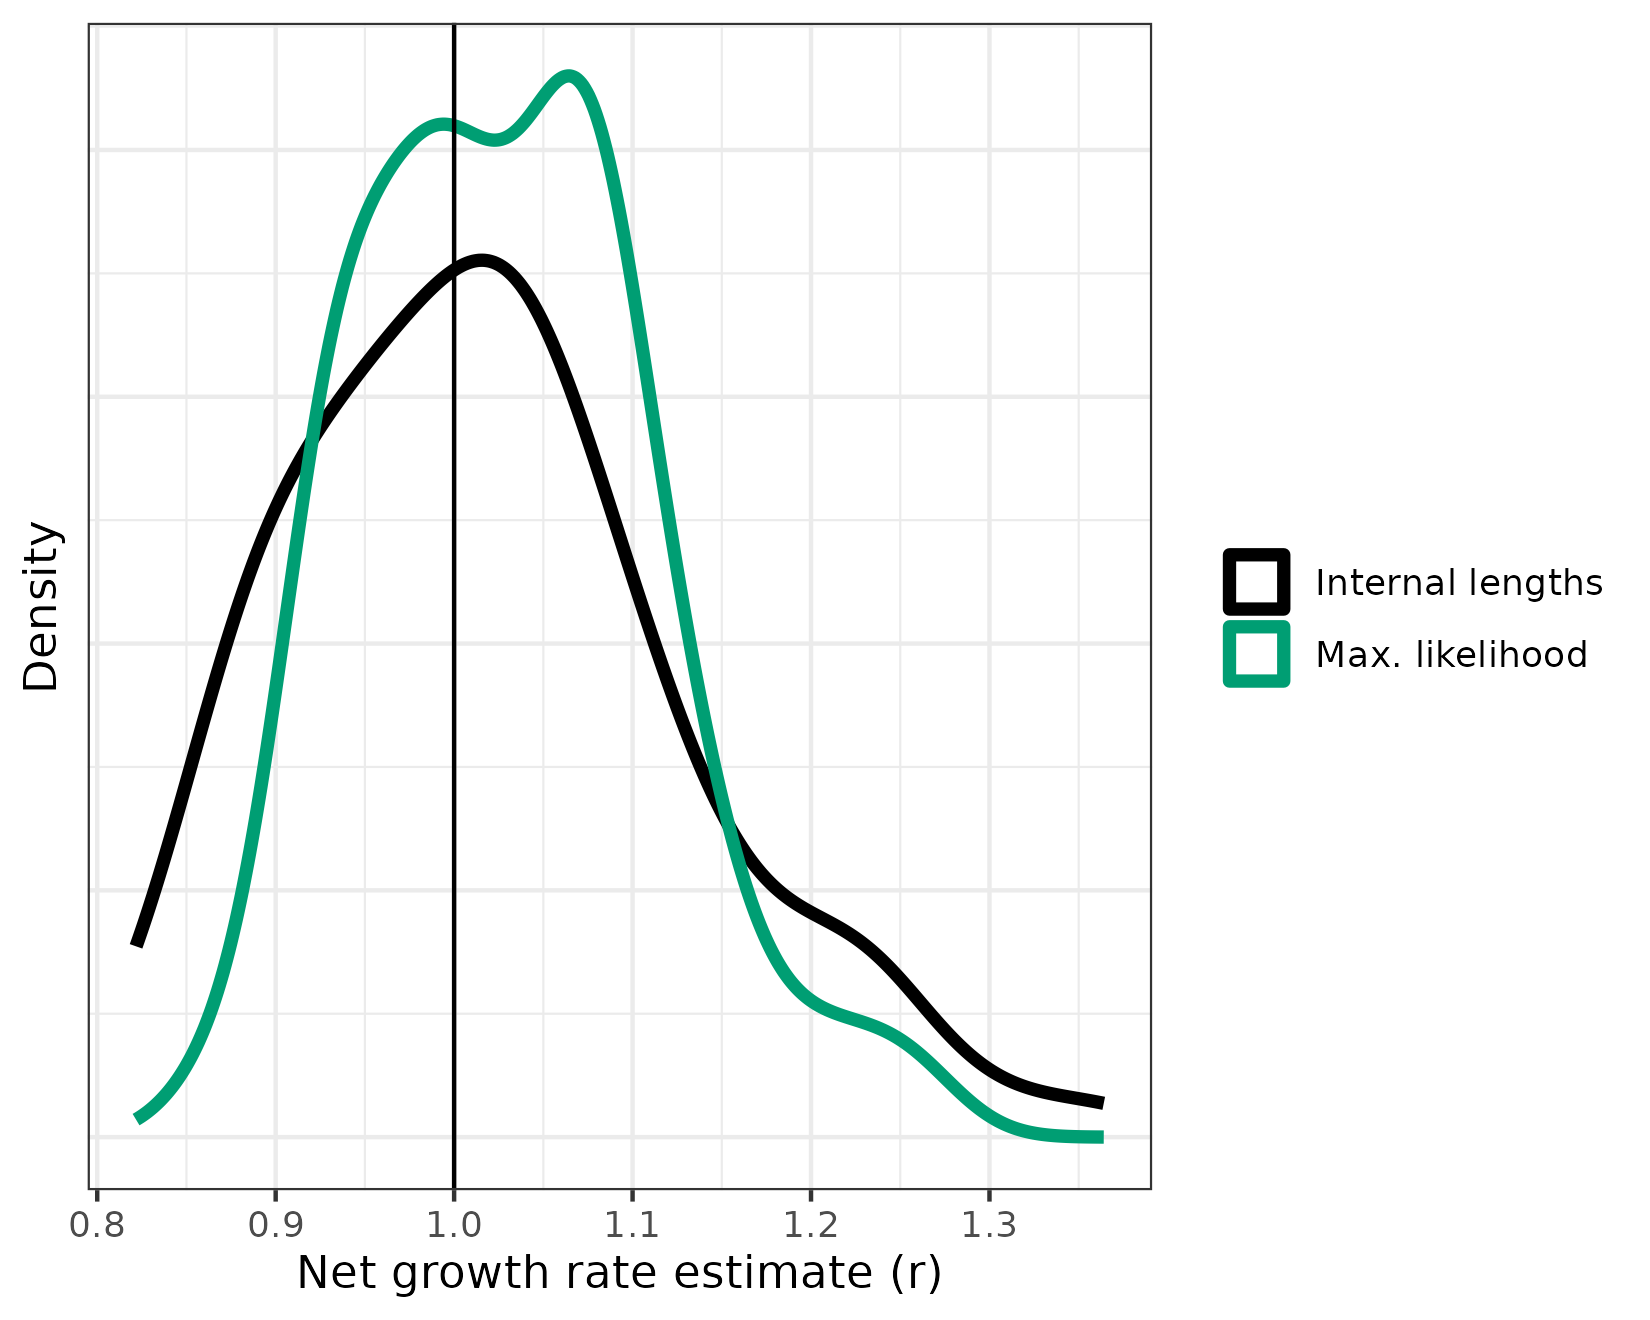 Density
0.8 0.9 1.0 1.1 1.2 1.3
Net growth rate estimate (r)
Internal lengths
Max. likelihood